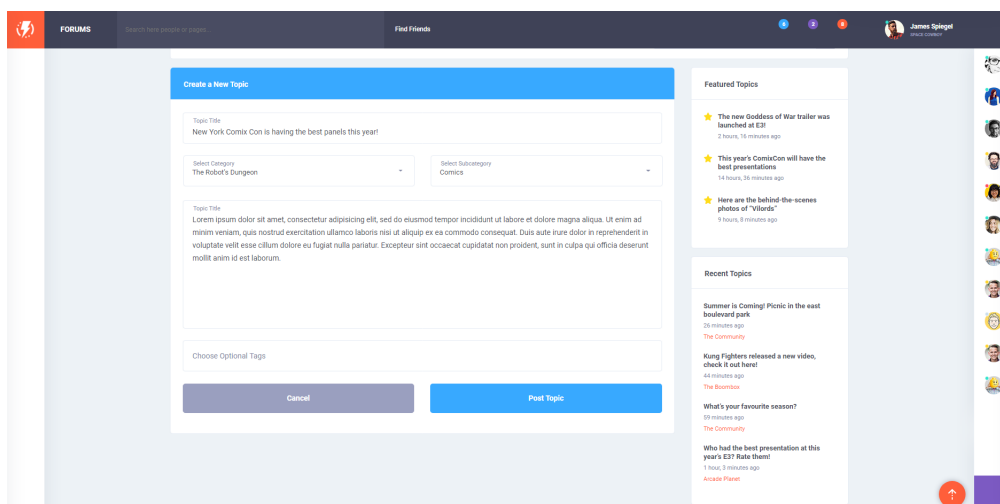 FORUMS
Search here people or pages...
Find Friends
6
2
8
James Spiegel
SPACE COWBOY
Create a New Topic
Topic Title
New York Comix Con is having the best panels this year!
Select Category
The Robot's Dungeon
Select Subcategory
Comics
Topic Title
Lorem ipsum dolor sit amet, consectetur adipisicing elit, sed do eiusmod tempor incididunt ut labore et dolore magna aliqua. Ut enim ad
minim veniam, quis nostrud exercitation ullamco laboris nisi ut aliquip ex ea commodo consequat. Duis aute irure dolor in reprehenderit in
voluptate velit esse cillum dolore eu fugiat nulla pariatur. Excepteur sint occaecat cupidatat non proident, sunt in culpa qui officia deserunt
mollit anim id est laborum.
Choose Optional Tags
Cancel
Post Topic
Featured Topics
The new Goddess of War trailer was
launched at E3!
2 hours, 16 minutes ago
This year's ComixCon will have the
best presentations
14 hours, 36 minutes ago
Here are the behind-the-scenes
photos of "Vilords"
9 hours, 8 minutes ago
Recent Topics
Summer is Coming! Picnic in the east
boulevard park
26 minutes ago
The Community
Kung Fighters released a new video,
check it out here!
44 minutes ago
The Boombox
What's your favourite season?
59 minutes ago
The Community
Who had the best presentation at this
year's E3? Rate them!
1 hour, 3 minutes ago
Arcade Planet